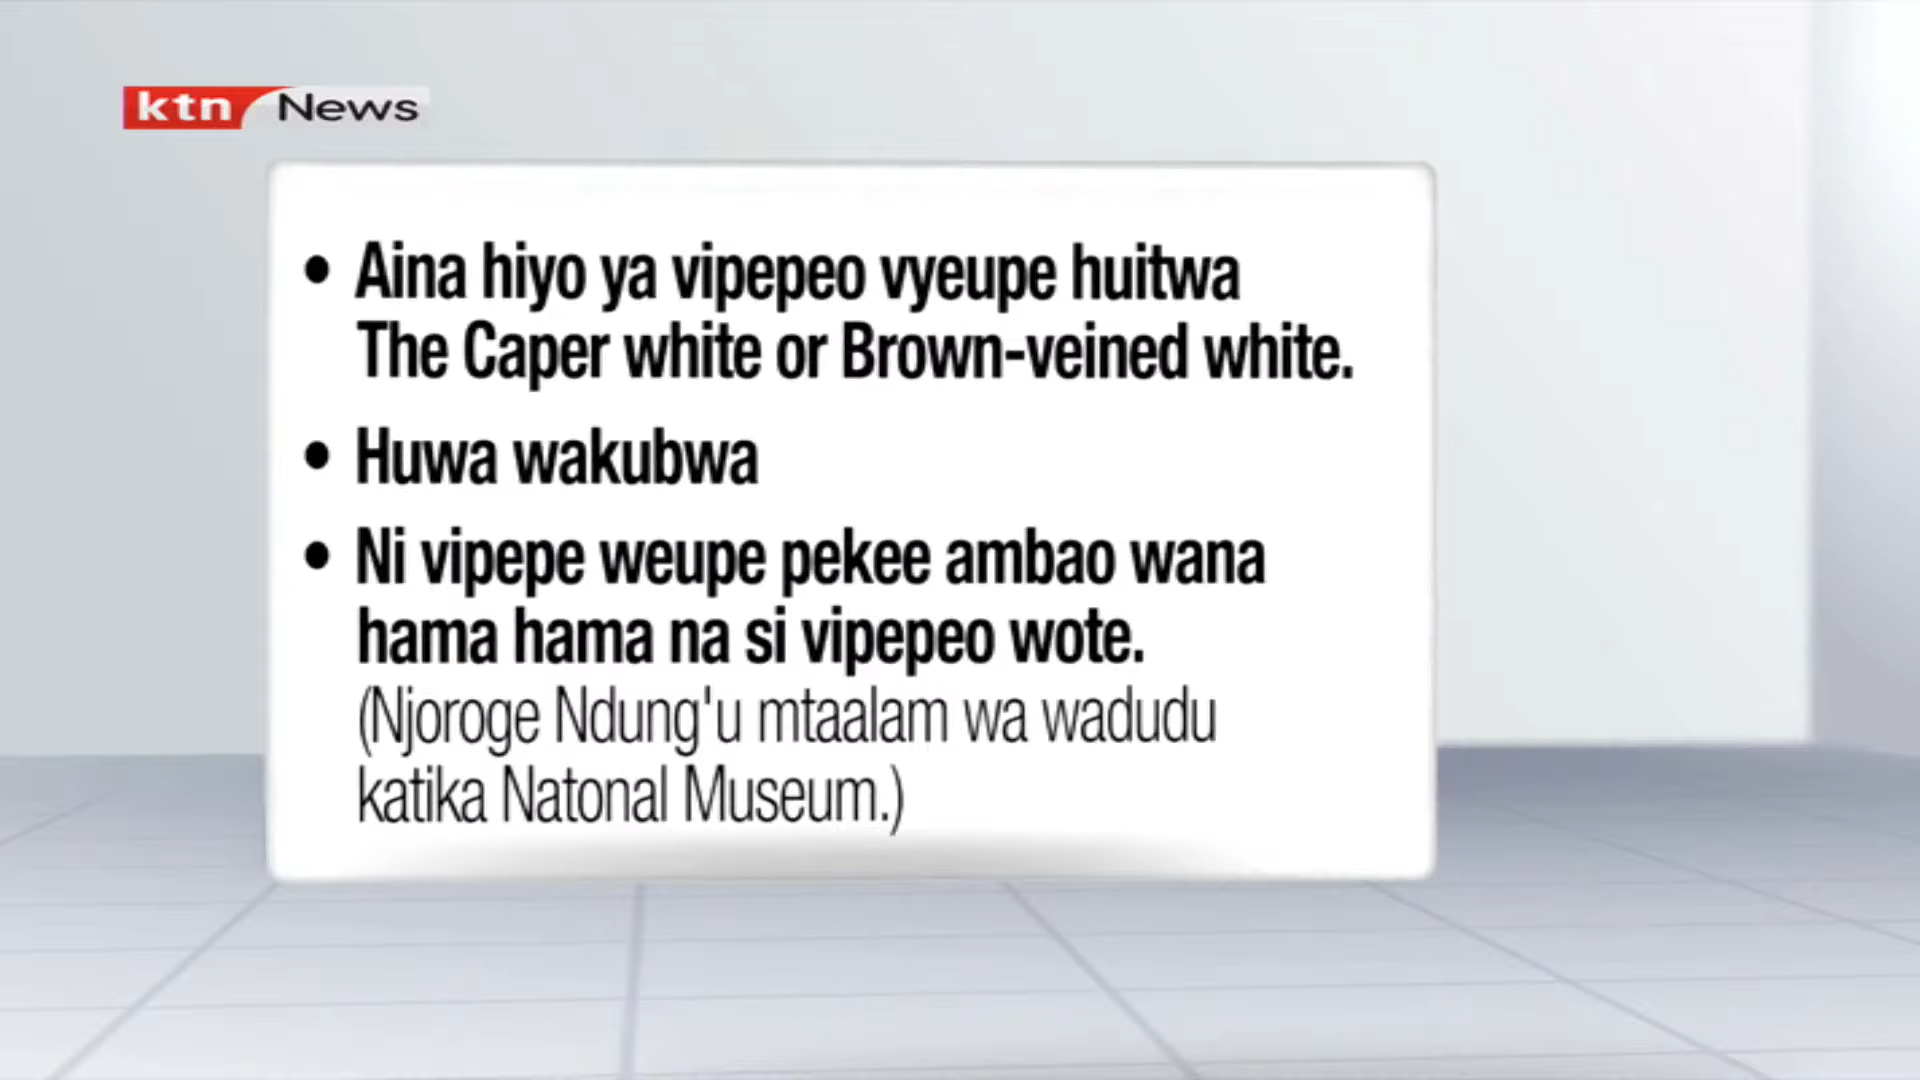 ktn News
• Aina hiyo ya vipepeo vyeupe huitwa
The Caper white or Brown-veined white.
• Huwa wakubwa
• Ni vipepe weupe pekee ambao wana
hama hama na si vipepeo wote.
(Njoroge Ndung'u mtaalam wa wadudu
katika Natonal Museum.)